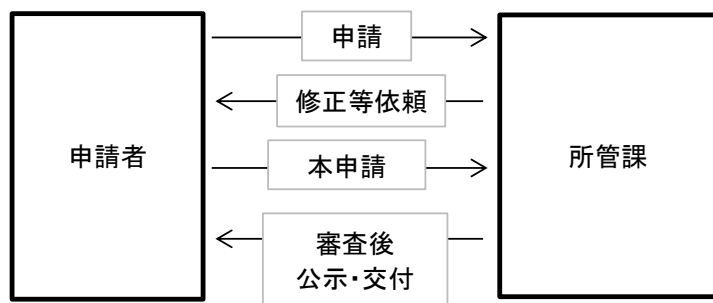 申請
修正等依頼
申請者
本申請
所管課
審査後
公示・交付